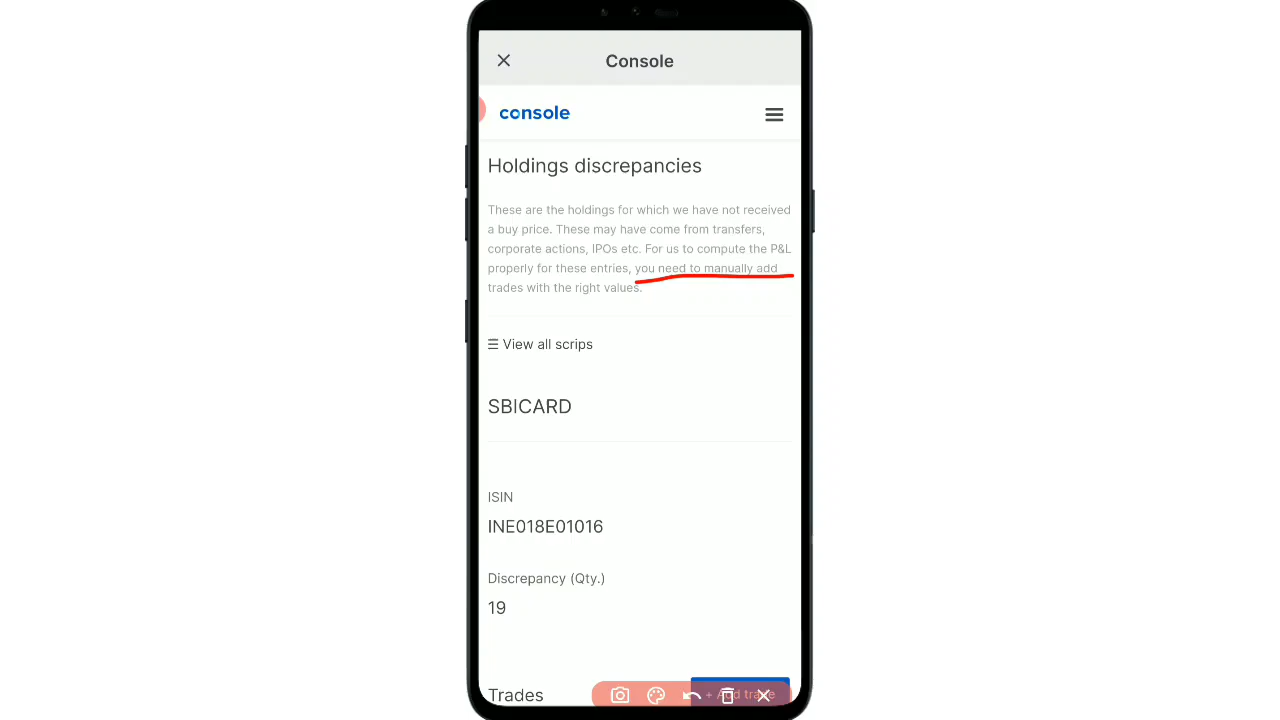 Console
console
Holdings discrepancies
These are the holdings for which we have not received
a buy price. These may have come from transfers,
corporate actions, IPOs etc. For us to compute the P&L
properly for these entries, you need to manually add
trades with the right values.
View all scrips
SBICARD
ISIN
INE018E01016
Discrepancy (Qty.)
19
Trades
+ Add trade